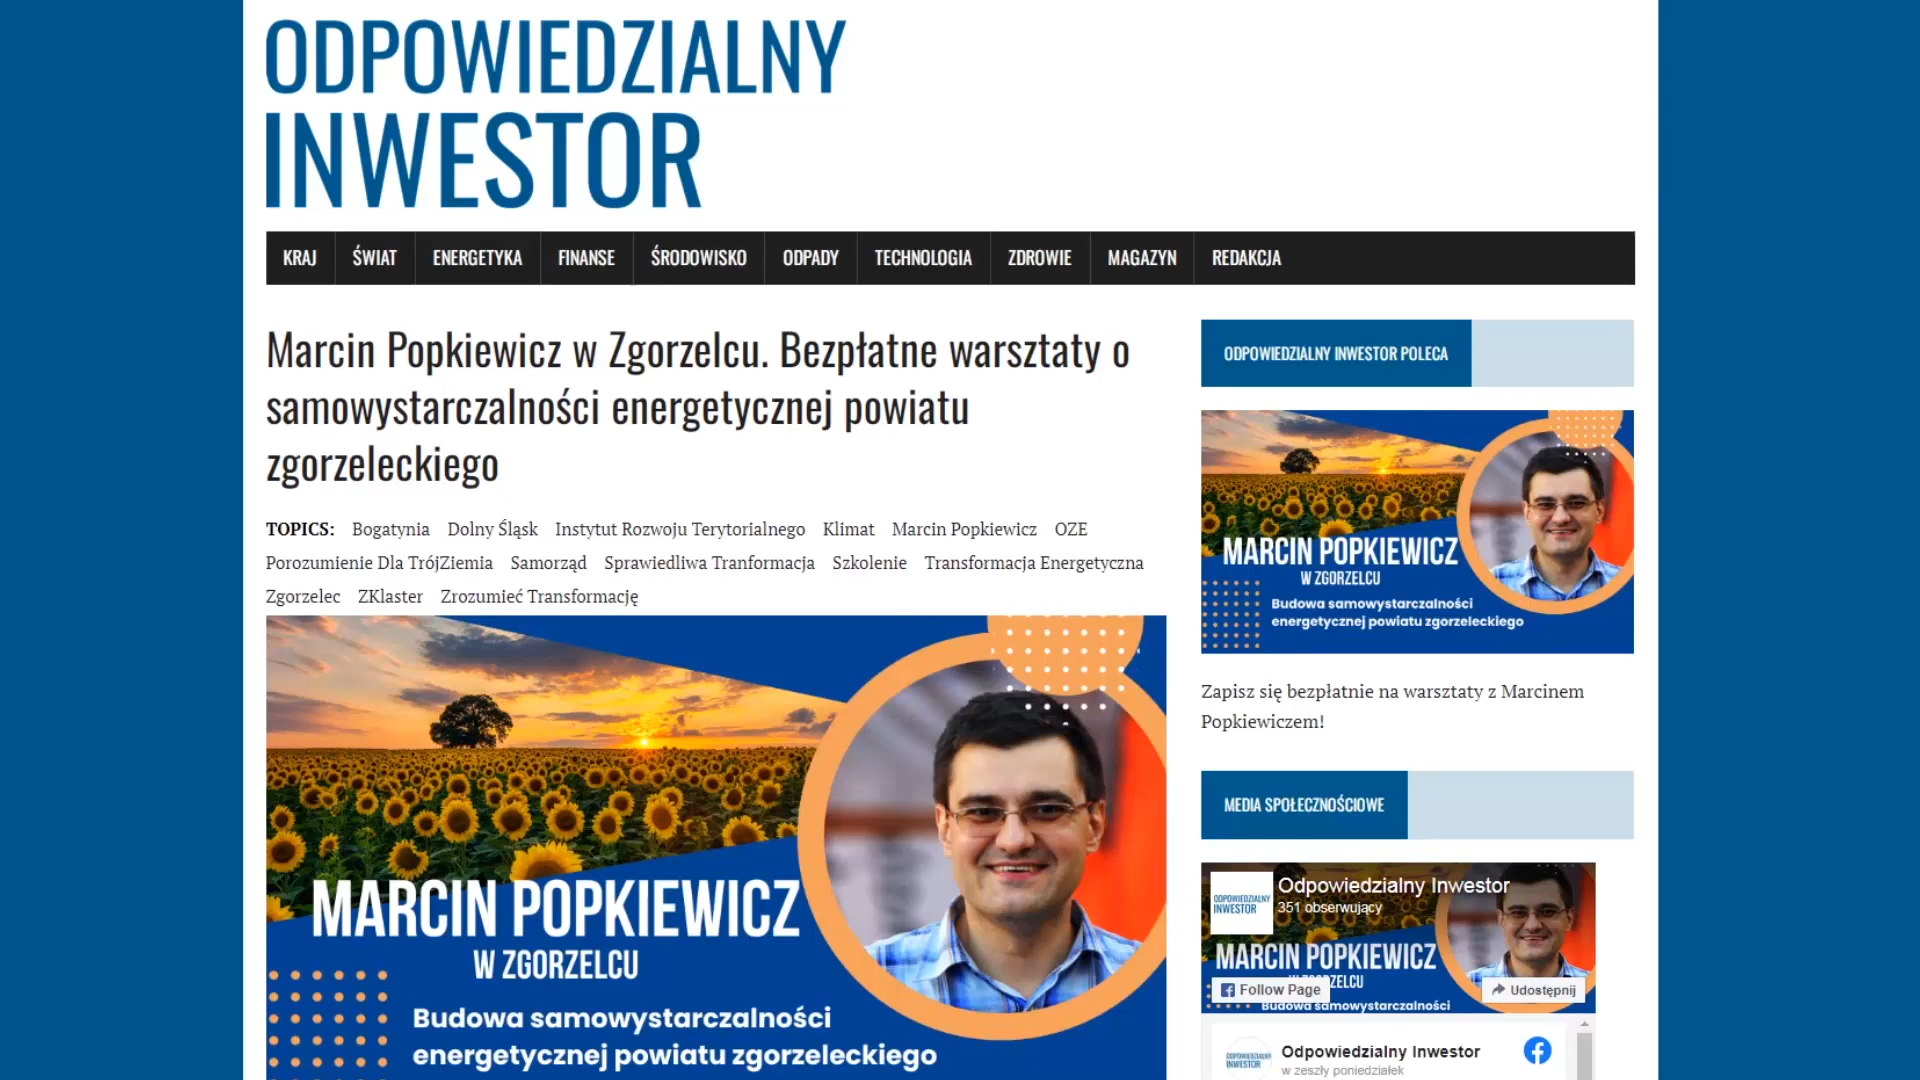 ODPOWIEDZIALNY
INWESTOR
KRAJ ŚWIAT ENERGETYKA FINANSE ŚRODOWISKO ODPADY TECHNOLOGIA ZDROWIE MAGAZYN REDAKCJA
Marcin Popkiewicz w Zgorzelcu. Bezpłatne warsztaty o
samowystarczalności energetycznej powiatu
zgorzeleckiego
TOPICS: Bogatynia Dolny Śląsk Instytut Rozwoju Terytorialnego Klimat Marcin Popkiewicz OZE
Porozumienie Dla TrójZiemia Samorząd Sprawiedliwa Tranformacja Szkolenie Transformacja Energetyczna
Zgorzelec ZKlaster Zrozumieć Transformację
MARCIN POPKIEWICZ
W ZGORZELCU
Budowa samowystarczalności
energetycznej powiatu zgorzeleckiego
ODPOWIEDZIALNY INWESTOR POLECA
MARCIN POPKIEWICZ
W ZGORZELCU
Budowa samowystarczalności
energetycznej powiatu zgorzeleckiego
Zapisz się bezpłatnie na warsztaty z Marcinem
Popkiewiczem!
MEDIA SPOŁECZNOŚCIOWE
ODPOWIEDZIALNY
INWESTOR
Odpowiedzialny Inwestor
351 obserwujący
MARCIN POPKIEWICZ
Follow Page
Udostępnij
Budowa samowystarczalności
ODPOWIEDZIALNY
INWESTOR
Odpowiedzialny Inwestor
w zeszły poniedziałek